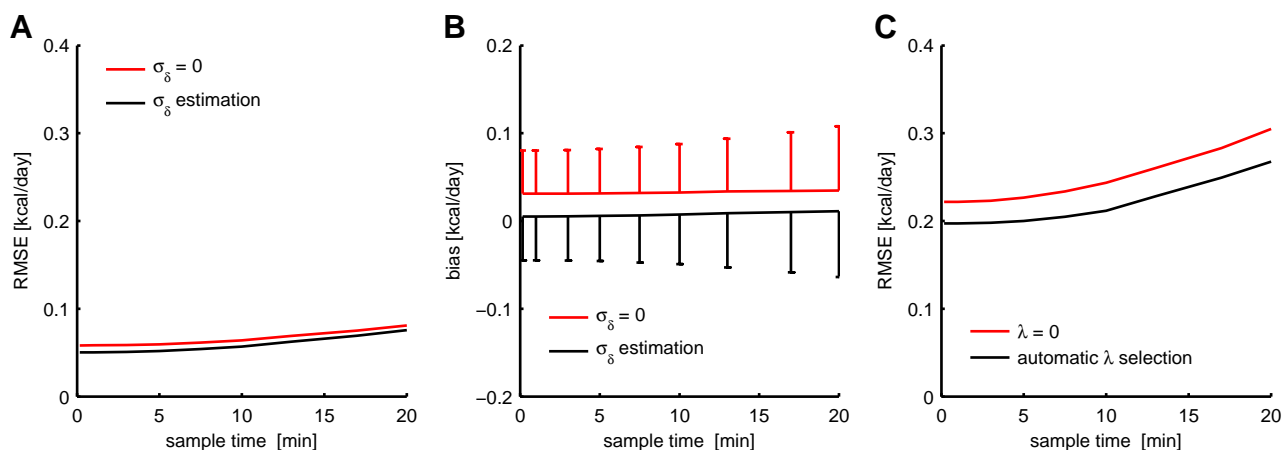 A
0.4
0.3
0.2
0.1
0
RMSE [kcal/day]
σδ = 0
σδ estimation
0 5 10 15 20
sample time [min]
B
0.2
0.1
0
−0.1
−0.2
bias [kcal/day]
σδ = 0
σδ estimation
0 5 10 15 20
sample time [min]
C
0.4
0.3
0.2
0.1
0
RMSE [kcal/day]
λ = 0
automatic λ selection
0 5 10 15 20
sample time [min]